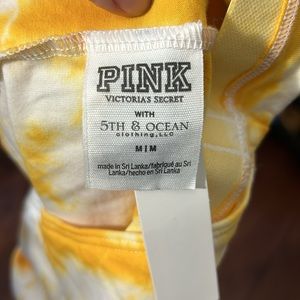 PINK
VICTORIA'S SECRET
WITH
5TH & OCEAN
clothing, LLC
M | M
made in Sri Lanka/fabriqué au Sri
Lanka/hecho en Sri Lanka